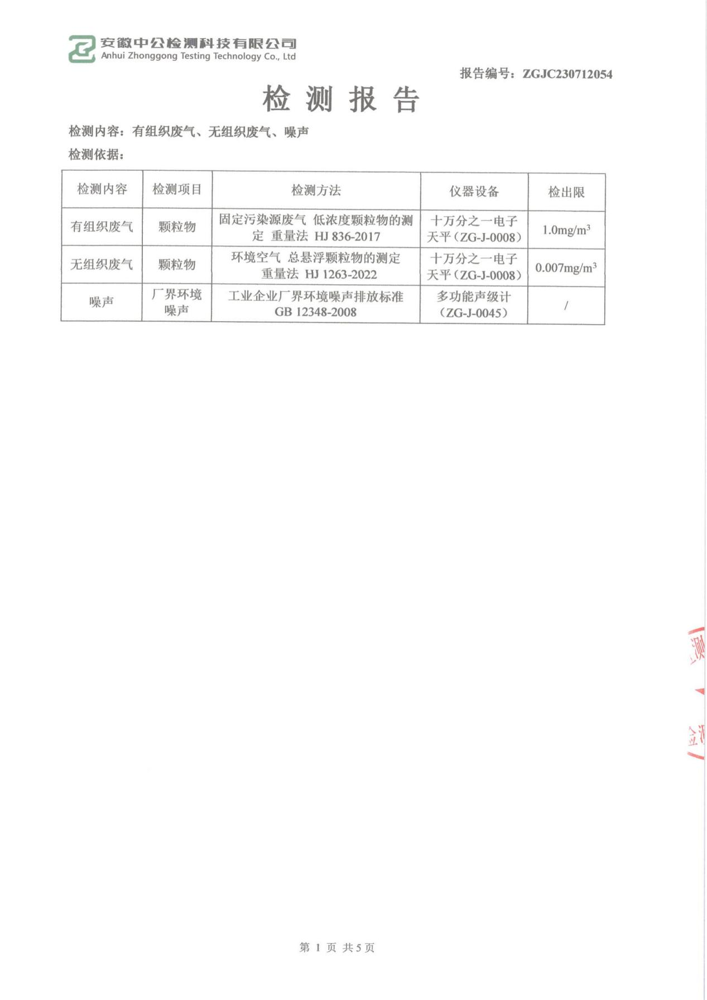 安徽中公检测科技有限公司
Anhui Zhonggong Testing Technology Co., Ltd
报告编号：ZGJC230712054
检测报告
检测内容：有组织废气、无组织废气、噪声
检测依据：
检测内容 检测项目 检测方法 仪器设备 检出限
有组织废气 颗粒物 固定污染源废气 低浓度颗粒物的测
定 重量法 HJ 836-2017 十万分之一电子
天平（ZG-J-0008） 1.0mg/m³
无组织废气 颗粒物 环境空气 总悬浮颗粒物的测定
重量法 HJ 1263-2022 十万分之一电子
天平（ZG-J-0008） 0.007mg/m³
噪声 厂界环境
噪声 工业企业厂界环境噪声排放标准
GB 12348-2008 多功能声级计
（ZG-J-0045） /
测
第 1 页 共 5 页